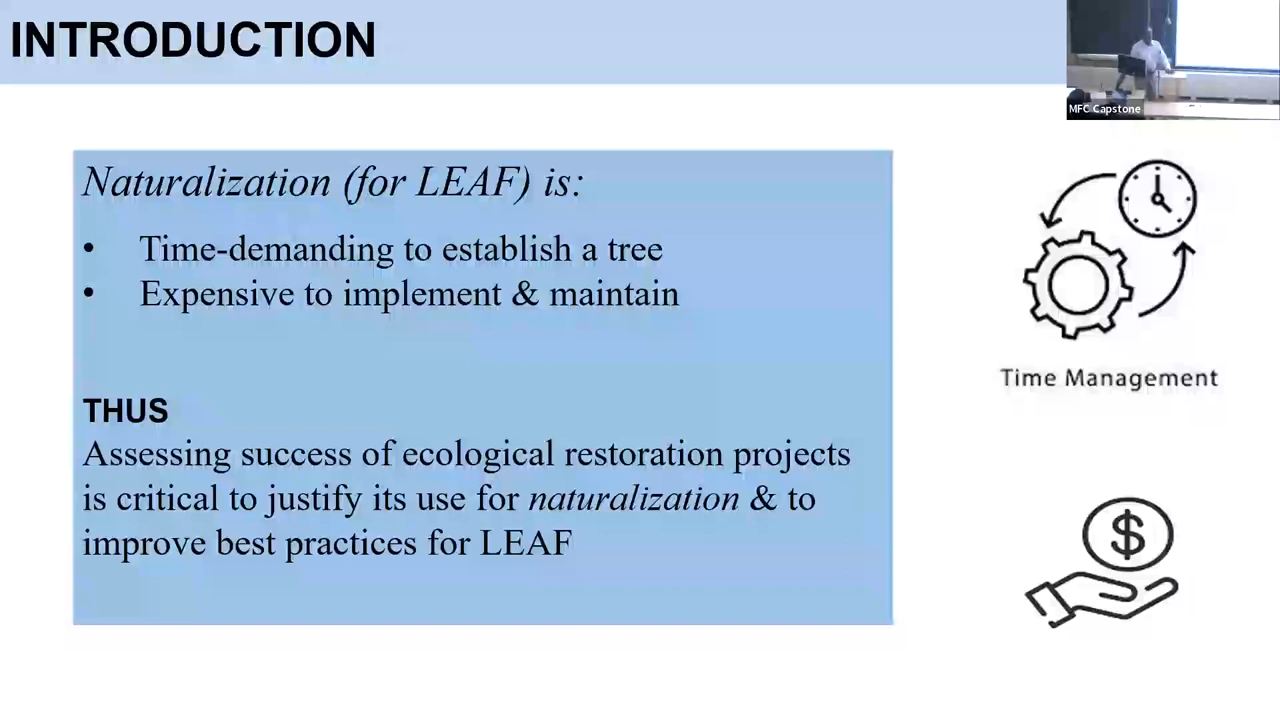 INTRODUCTION
MFC Capstone
Naturalization (for LEAF) is:
• Time-demanding to establish a tree
• Expensive to implement & maintain
THUS
Assessing success of ecological restoration projects
is critical to justify its use for naturalization & to
improve best practices for LEAF
Time Management
$